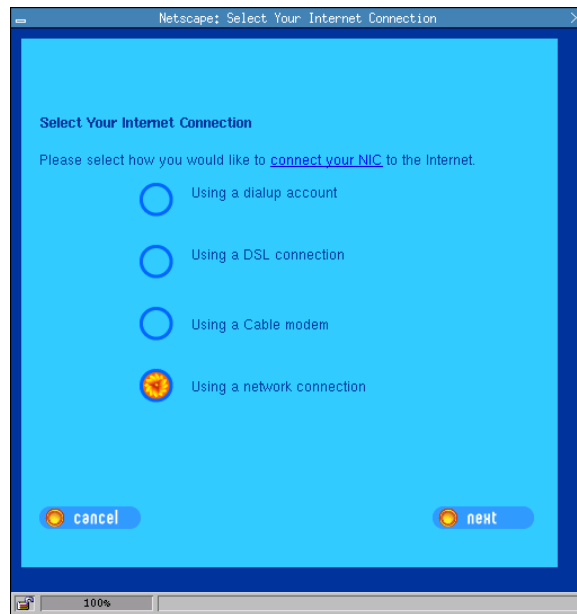 Netscape: Select Your Internet Connection
Select Your Internet Connection
Please select how you would like to connect your NIC to the Internet.
Using a dialup account
Using a DSL connection
Using a Cable modem
Using a network connection
cancel
next
100%